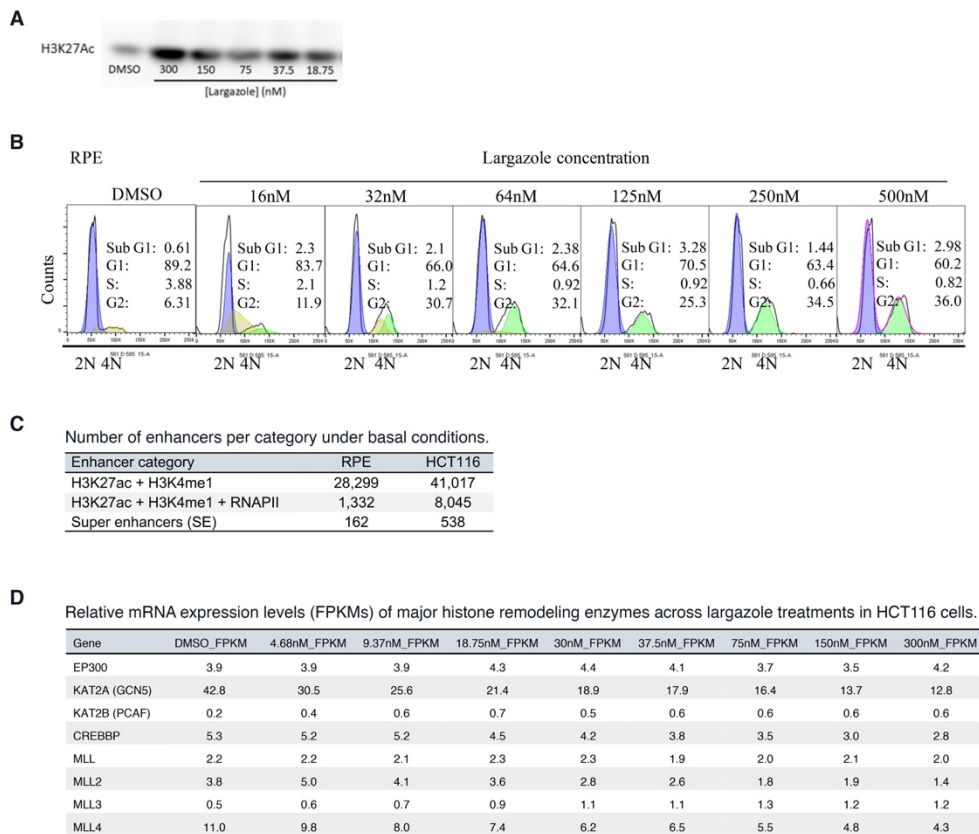 A
H3K27Ac
DMSO 300 150 75 37.5 18.75
[Largazole] (nM)
B
RPE Largazole concentration
DMSO 16nM 32nM 64nM 125nM 250nM 500nM
Counts
Sub G1: 0.61 Sub G1: 2.3 Sub G1: 2.1 Sub G1: 2.38 Sub G1: 3.28 Sub G1: 1.44 Sub G1: 2.98
G1: 89.2 G1: 83.7 G1: 66.0 G1: 64.6 G1: 70.5 G1: 63.4 G1: 60.2
S: 3.88 S: 2.1 S: 1.2 S: 0.92 S: 0.92 S: 0.66 S: 0.82
G2: 6.31 G2: 11.9 G2: 30.7 G2: 32.1 G2: 25.3 G2: 34.5 G2: 36.0
2N 4N 2N 4N 2N 4N 2N 4N 2N 4N 2N 4N 2N 4N
C
Number of enhancers per category under basal conditions.
Enhancer category RPE HCT116
H3K27ac + H3K4me1 28,299 41,017
H3K27ac + H3K4me1 + RNAPII 1,332 8,045
Super enhancers (SE) 162 538
D
Relative mRNA expression levels (FPKMs) of major histone remodeling enzymes across largazole treatments in HCT116 cells.
Gene DMSO_FPKM 4.68nM_FPKM 9.37nM_FPKM 18.75nM_FPKM 30nM_FPKM 37.5nM_FPKM 75nM_FPKM 150nM_FPKM 300nM_FPKM
EP300 3.9 3.9 3.9 4.3 4.4 4.1 3.7 3.5 4.2
KAT2A (GCN5) 42.8 30.5 25.6 21.4 18.9 17.9 16.4 13.7 12.8
KAT2B (PCAF) 0.2 0.4 0.6 0.7 0.5 0.6 0.6 0.6 0.6
CREBBP 5.3 5.2 5.2 4.5 4.2 3.8 3.5 3.0 2.8
MLL 2.2 2.2 2.1 2.3 2.3 1.9 2.0 2.1 2.0
MLL2 3.8 5.0 4.1 3.6 2.8 2.6 1.8 1.9 1.4
MLL3 0.5 0.6 0.7 0.9 1.1 1.1 1.3 1.2 1.2
MLL4 11.0 9.8 8.0 7.4 6.2 6.5 5.5 4.8 4.3